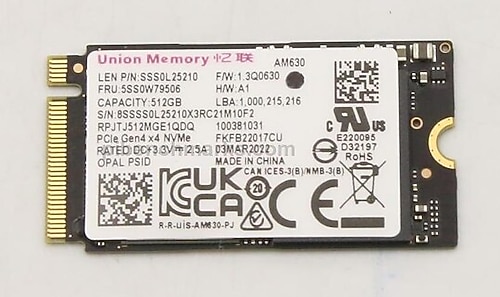 Union Memory 忆联
AM630
LEN P/N:SSS0L25210 F/W:1.3Q0630
FRU:5SS0W79506 H/W:A1
CAPACITY:512GB LBA:1,000,215,216
S/N:8SSSS0L25210X3RC21M10F2
RPJTJ512MGE1QDQ 100381031
PCIe Gen4 x4 NVMe FKFB22017CU
RATED:DC+3.3V 2.5A 03MAR2022
OPAL PSID MADE IN CHINA
E220095
D32197
RoHS
CAN ICES-3(B)/NMB-3(B)
UK
CA
20
R-R-UIS-AM630-PJ